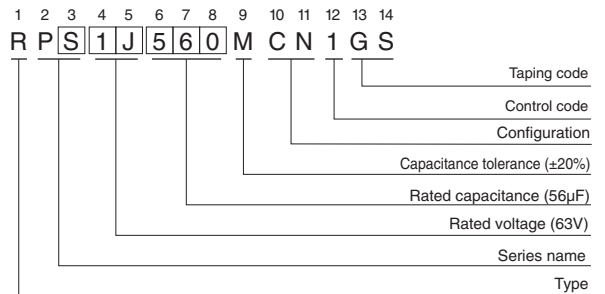 1 2 3 4 5 6 7 8 9 10 11 12 13 14
R P S 1 J 5 6 0 M C N 1 G S
Taping code
Control code
Configuration
Capacitance tolerance (±20%)
Rated capacitance (56µF)
Rated voltage (63V)
Series name
Type